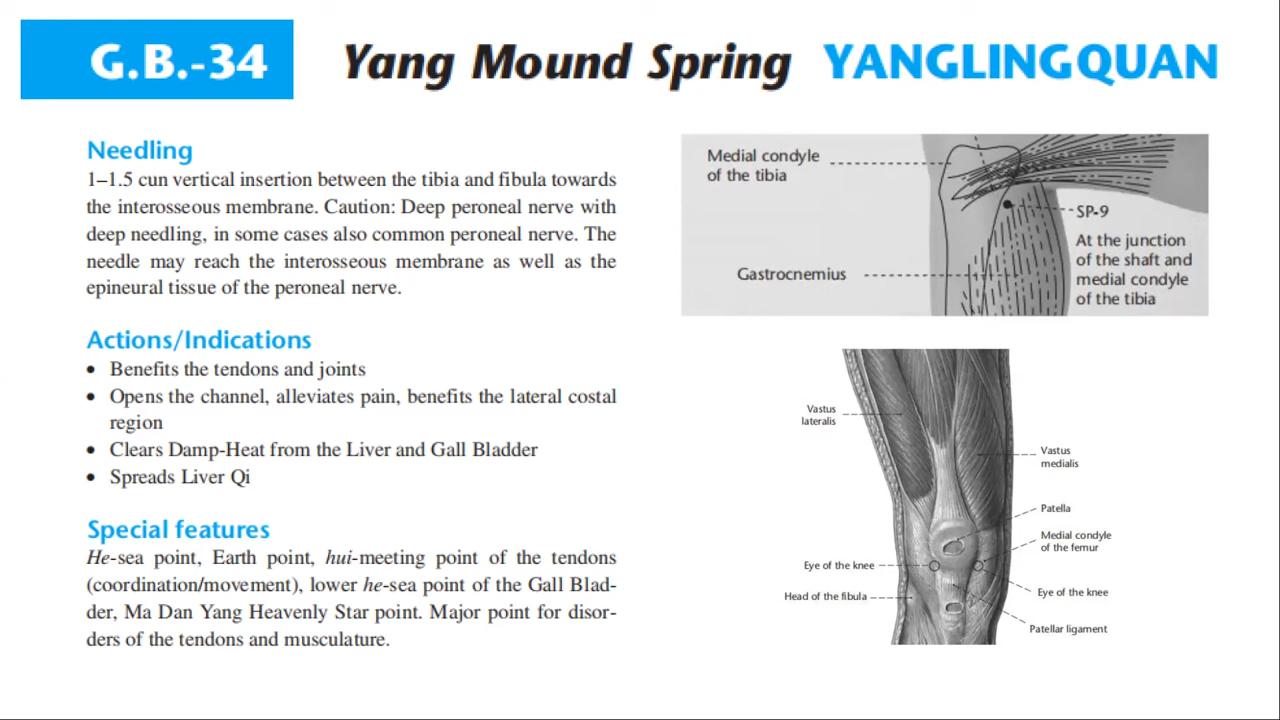 G.B.-34 Yang Mound Spring YANGLINGQUAN
Needling
1–1.5 cun vertical insertion between the tibia and fibula towards
the interosseous membrane. Caution: Deep peroneal nerve with
deep needling, in some cases also common peroneal nerve. The
needle may reach the interosseous membrane as well as the
epineural tissue of the peroneal nerve.
Actions/Indications
• Benefits the tendons and joints
• Opens the channel, alleviates pain, benefits the lateral costal
region
• Clears Damp-Heat from the Liver and Gall Bladder
• Spreads Liver Qi
Special features
He-sea point, Earth point, hui-meeting point of the tendons
(coordination/movement), lower he-sea point of the Gall Blad-
der, Ma Dan Yang Heavenly Star point. Major point for disor-
ders of the tendons and musculature.
Medial condyle
of the tibia
SP-9
At the junction
of the shaft and
medial condyle
of the tibia
Gastrocnemius
Vastus
lateralis
Vastus
medialis
Patella
Medial condyle
of the femur
Eye of the knee
Eye of the knee
Head of the fibula
Patellar ligament